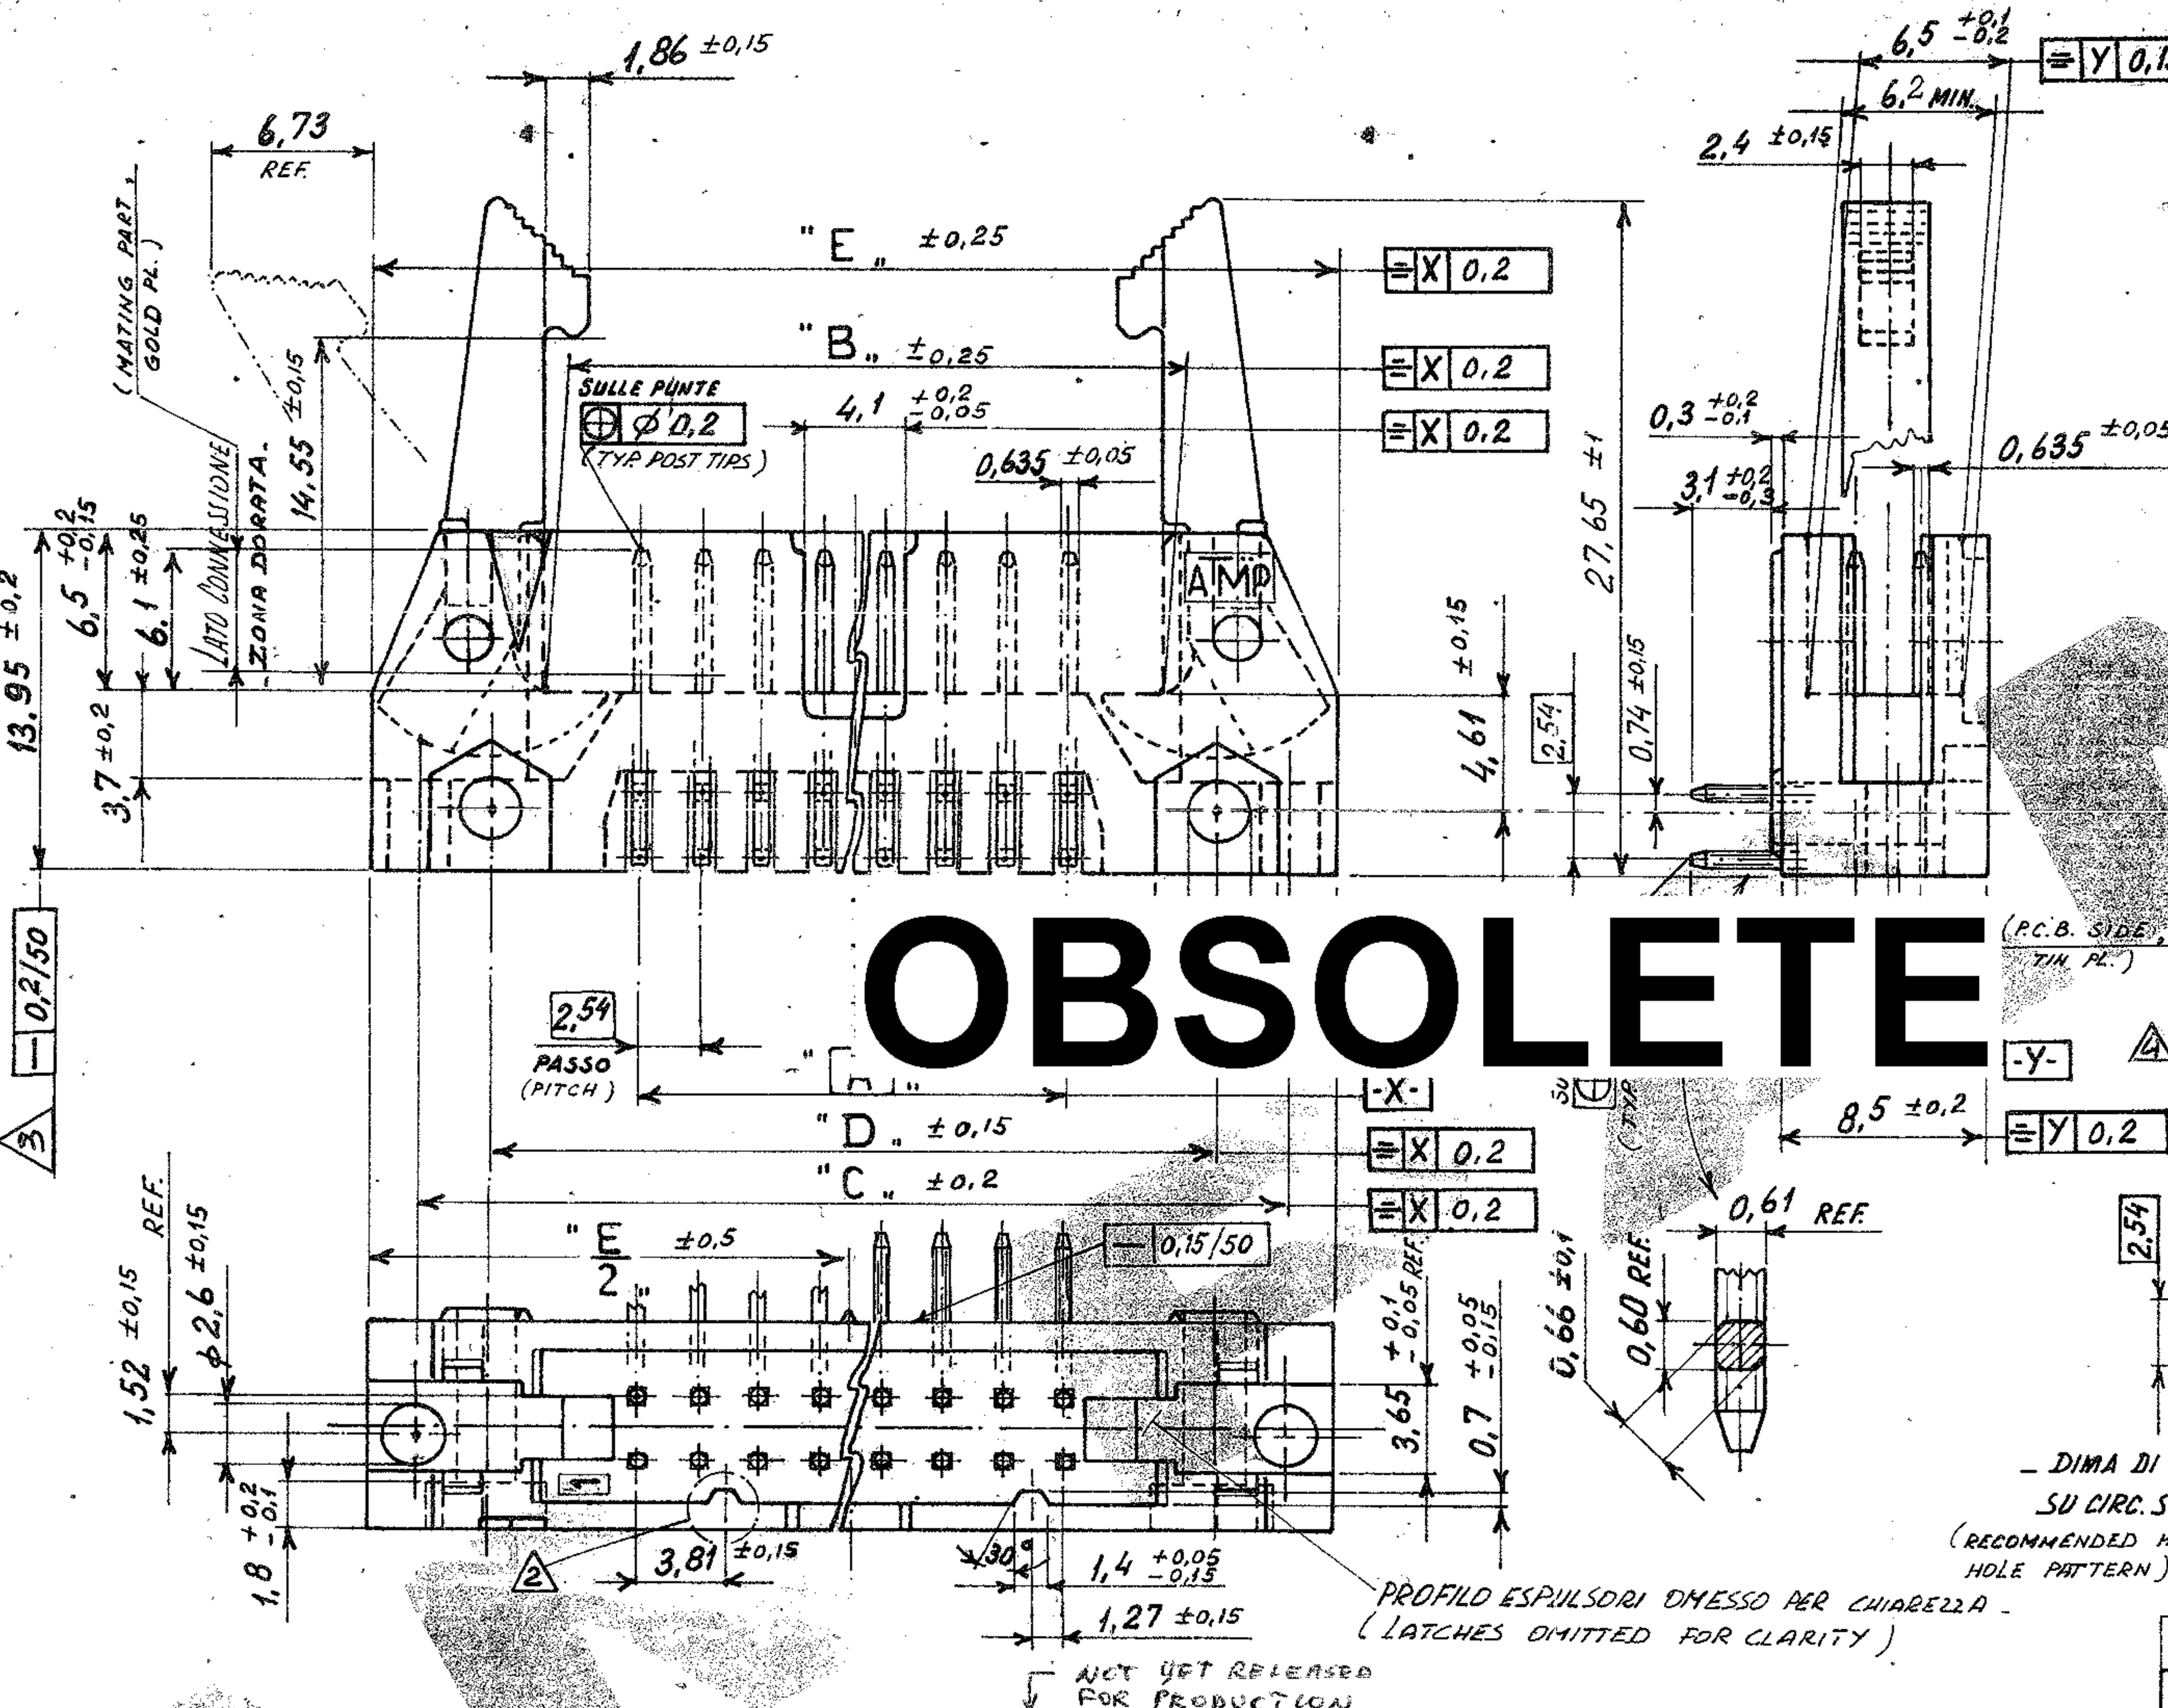 1,86 ±0,15
6,5 +0,1 -0,2
Y
6,2 MIN.
2,4 ±0,15
6,73
REF.
(MATING PART,
GOLD PL.)
"E„ ±0,25
X 0,2
"B„ ±0,25
X 0,2
SULLE PUNTE
ϕ 0,2
(TYP. POST TIPS)
4,1 +0,2 -0,05
X 0,2
0,635 ±0,05
0,3 +0,2 -0,1
0,635 ±0,05
3,1 +0,2 -0,3
27,65 ±1
14,55 ±0,15
LATO CONNESSIONE
ZONA DORATA.
13.95 ±0,2
6,5 +0,2 -0,15
6.1 ±0,25
3,7 ±0,2
AMP
4,61 ±0,15
2,54
0,74 ±0,15
OBSOLETE
(P.C.B. SIDE,
TIN PL.)
0,2/50
3
2,54
PASSO
(PITCH)
-X-
-Y-
4
8,5 ±0,2
Y 0,2
"D„ ±0,15
X 0,2
"C„ ±0,2
X 0,2
"E/2„ ±0,5
0,15/50
1,52 ±0,15 REF.
ϕ2,6 ±0,15
1,8 +0,2 -0,1
1
3,65 +0,1 -0,05 REF.
0,7 +0,05 -0,15
0,61 REF.
0,66 ±0,1
0,60 REF.
2.54
2
3,81 ±0,15
30°
1,4 +0,05 -0,15
1,27 ±0,15
PROFILO ESPULSORI OMESSO PER CHIAREZZA -
(LATCHES OMITTED FOR CLARITY)
- DIMA DI
SU CIRC. S
(RECOMMENDED
HOLE PATTERN)
NOT YET RELEASED
FOR PRODUCTION